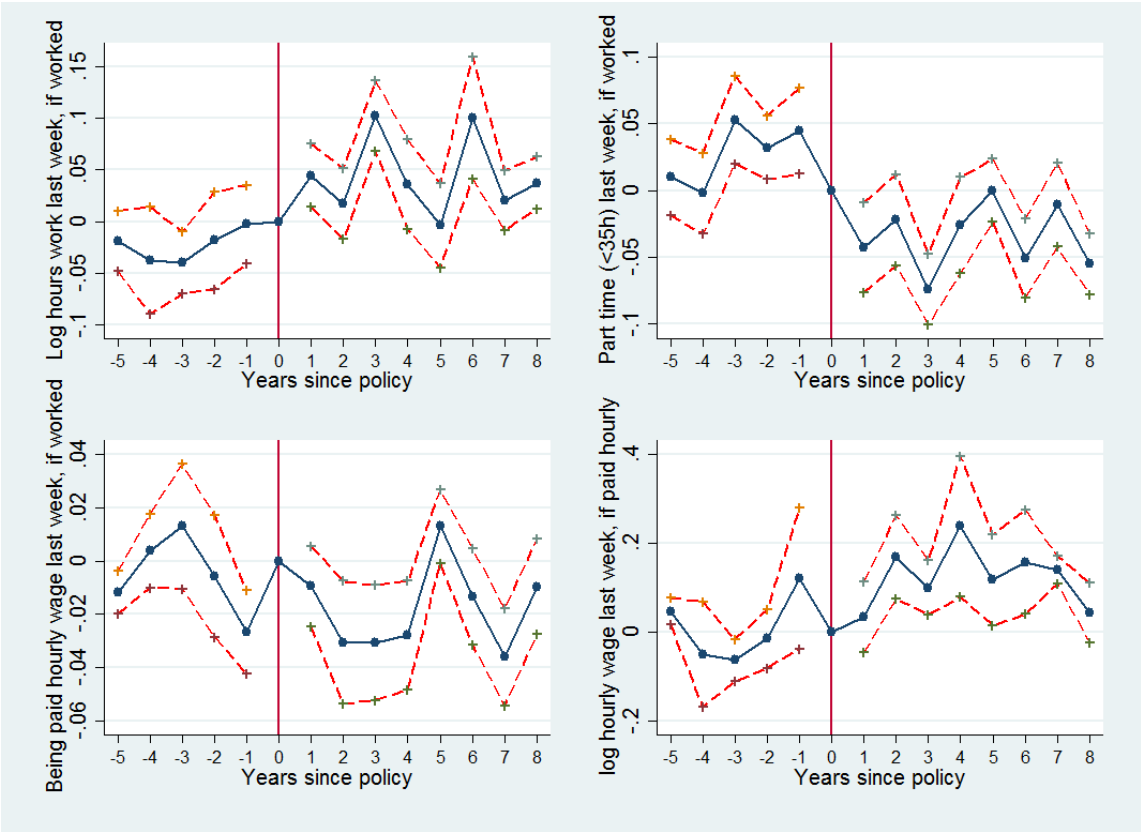 Log hours work last week, if worked
.15
.1
.05
0
-.05
-.1
-5 -4 -3 -2 -1 0 1 2 3 4 5 6 7 8
Years since policy
Part time (<35h) last week, if worked
.1
.05
0
-.05
-.1
-5 -4 -3 -2 -1 0 1 2 3 4 5 6 7 8
Years since policy
Being paid hourly wage last week, if worked
.04
.02
0
-.02
-.04
-.06
-5 -4 -3 -2 -1 0 1 2 3 4 5 6 7 8
Years since policy
log hourly wage last week, if paid hourly
.4
.2
0
-.2
-5 -4 -3 -2 -1 0 1 2 3 4 5 6 7 8
Years since policy